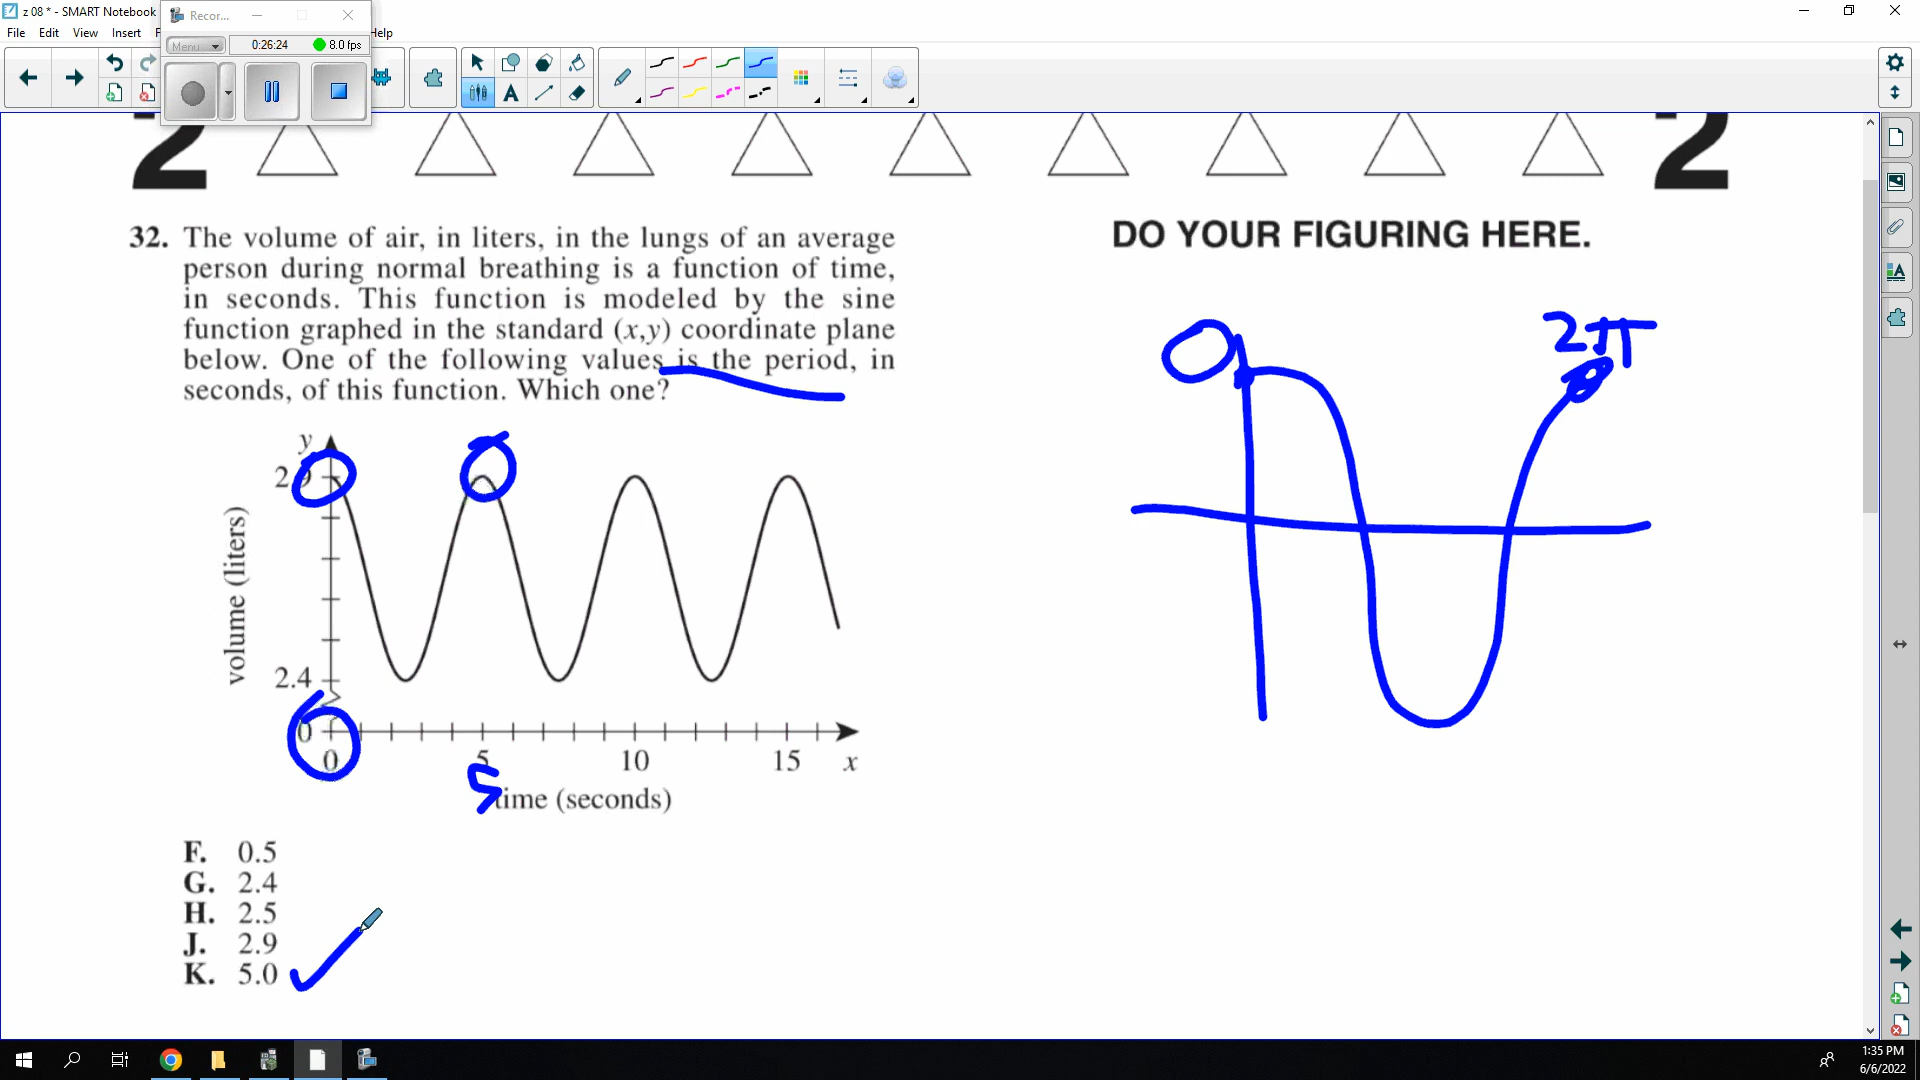 z 08 * - SMART Notebook
Recor...
File Edit View Insert F
Help
Menu
0:26:24
8.0 fps
A
2
2
32. The volume of air, in liters, in the lungs of an average
person during normal breathing is a function of time,
in seconds. This function is modeled by the sine
function graphed in the standard (x,y) coordinate plane
below. One of the following values is the period, in
seconds, of this function. Which one?
DO YOUR FIGURING HERE.
0
2π
y
2.9
volume (liters)
2.4
0
0 5 10 15 x
5
time (seconds)
F. 0.5
G. 2.4
H. 2.5
J. 2.9
K. 5.0
1:35 PM
6/6/2022